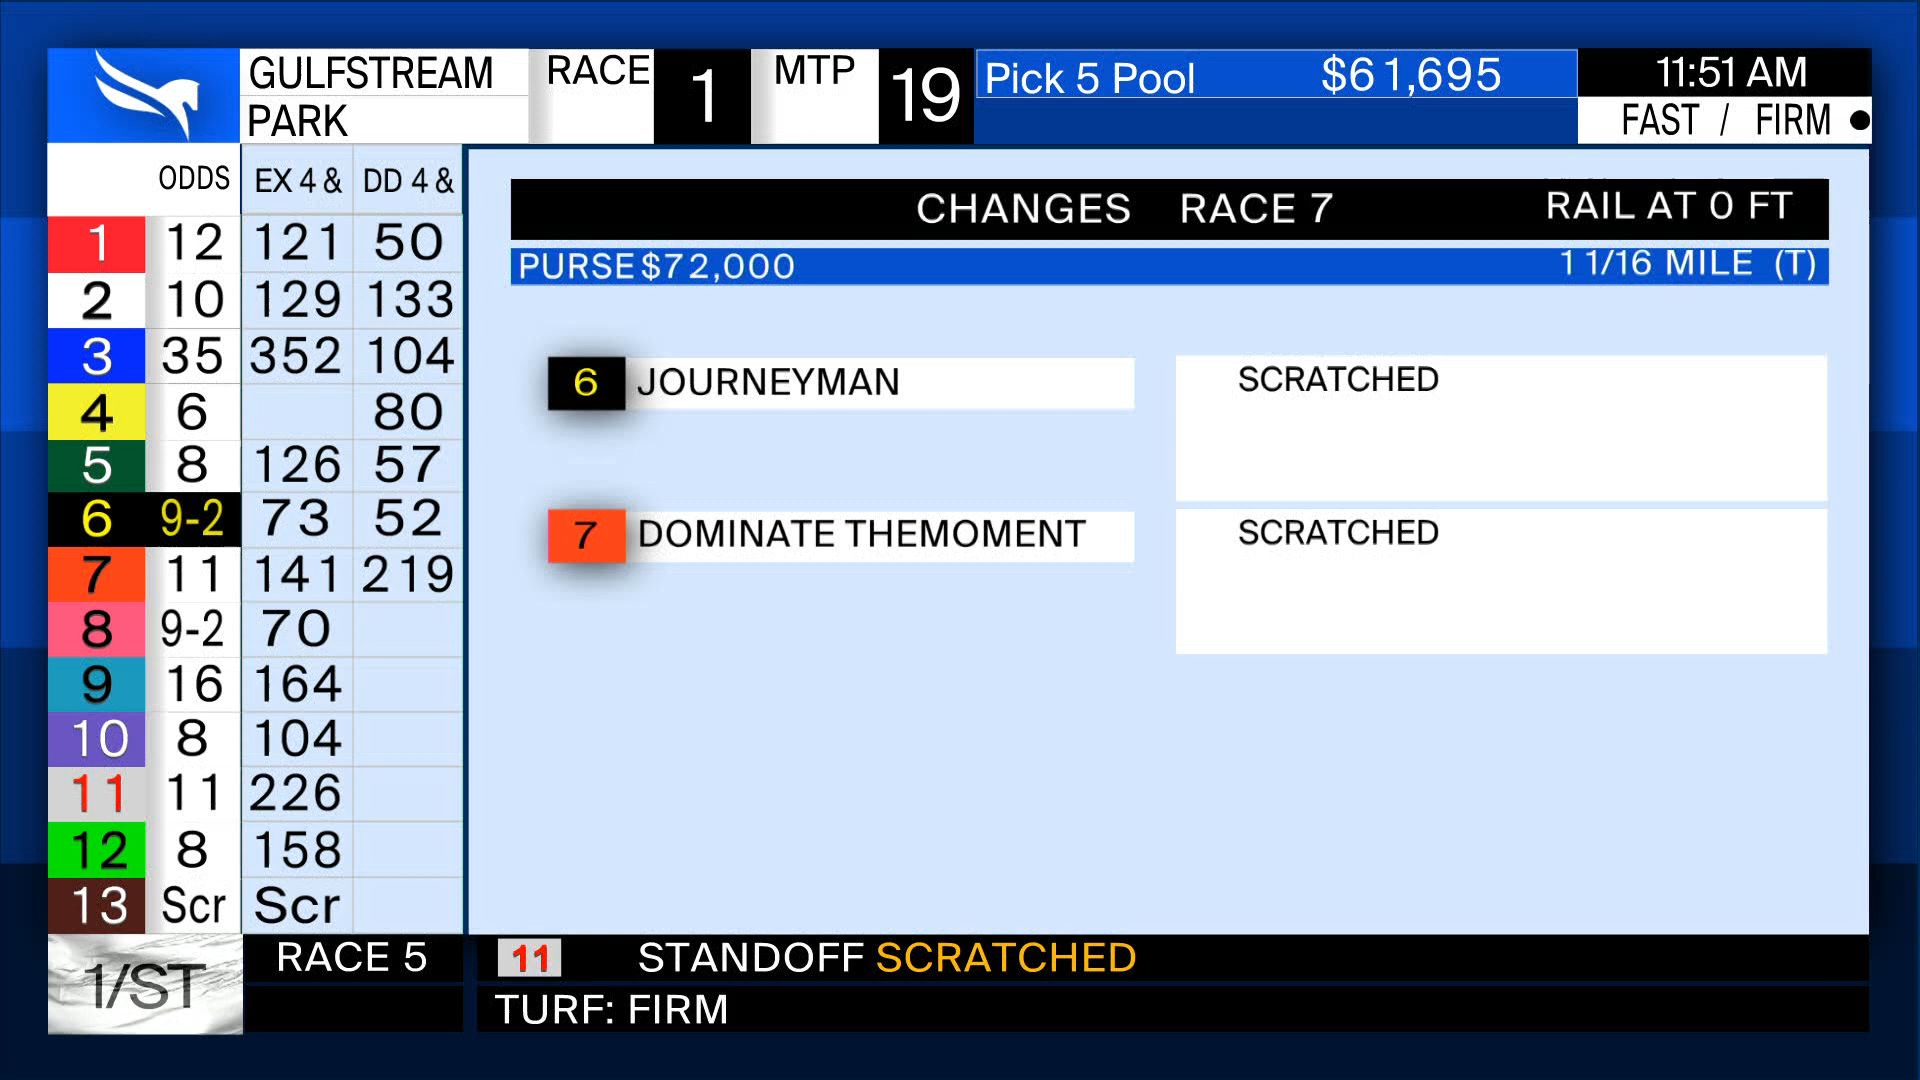 GULFSTREAM PARK RACE 1 MTP 19 Pick 5 Pool $61,695 11:51 AM
FAST / FIRM
ODDS EX 4 & DD 4 &
1 12 121 50
2 10 129 133
3 35 352 104
4 6 80
5 8 126 57
6 9-2 73 52
7 11 141 219
8 9-2 70
9 16 164
10 8 104
11 11 226
12 8 158
13 Scr Scr
CHANGES RACE 7 RAIL AT 0 FT
PURSE $72,000 1 1/16 MILE (T)
6 JOURNEYMAN SCRATCHED
7 DOMINATE THEMOMENT SCRATCHED
1/ST
RACE 5 11 STANDOFF SCRATCHED
TURF: FIRM